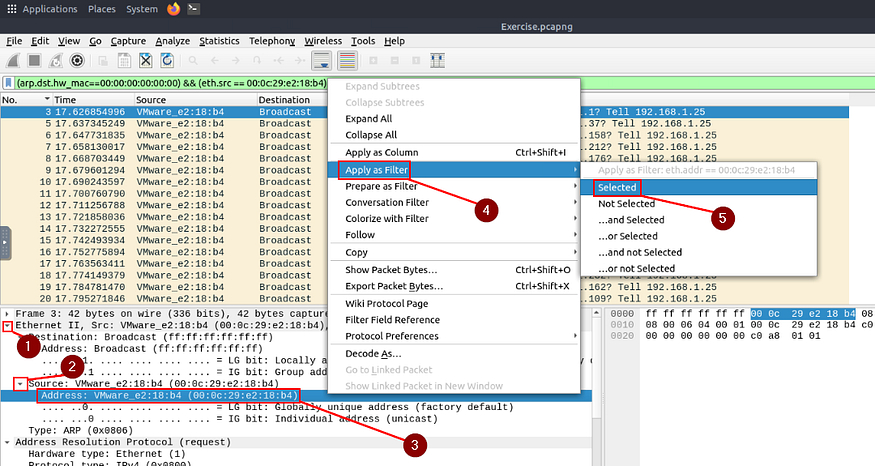 Applications Places System
Exercise.pcapng
File Edit View Go Capture Analyze Statistics Telephony Wireless Tools Help
(arp.dst.hw_mac==00:00:00:00:00:00) && (eth.src == 00:0c:29:e2:18:b4)
No. Time Source Destination
3 17.626854996 VMware_e2:18:b4 Broadcast .1? Tell 192.168.1.25
5 17.637345249 VMware_e2:18:b4 Broadcast .37? Tell 192.168.1.25
6 17.647731835 VMware_e2:18:b4 Broadcast .158? Tell 192.168.1.25
7 17.658130017 VMware_e2:18:b4 Broadcast .212? Tell 192.168.1.25
8 17.668703449 VMware_e2:18:b4 Broadcast .176? Tell 192.168.1.25
9 17.679601294 VMware_e2:18:b4 Broadcast
10 17.690243597 VMware_e2:18:b4 Broadcast
11 17.700760790 VMware_e2:18:b4 Broadcast
12 17.711256788 VMware_e2:18:b4 Broadcast
13 17.721858036 VMware_e2:18:b4 Broadcast
14 17.732272555 VMware_e2:18:b4 Broadcast
15 17.742493934 VMware_e2:18:b4 Broadcast
16 17.752775894 VMware_e2:18:b4 Broadcast
17 17.763563411 VMware_e2:18:b4 Broadcast
18 17.774141379 VMware_e2:18:b4 Broadcast .232? Tell 192.168.1.25
19 17.784781500 VMware_e2:18:b4 Broadcast .162? Tell 192.168.1.25
20 17.795271846 VMware_e2:18:b4 Broadcast .109? Tell 192.168.1.25
Expand Subtrees
Collapse Subtrees
Expand All
Collapse All
Apply as Column Ctrl+Shift+I
Apply as Filter
Prepare as Filter
Conversation Filter
Colorize with Filter
Follow
Copy
Show Packet Bytes… Ctrl+Shift+O
Export Packet Bytes… Ctrl+Shift+X
Wiki Protocol Page
Filter Field Reference
Protocol Preferences
Decode As…
Go to Linked Packet
Show Linked Packet in New Window
Apply as Filter: eth.addr == 00:0c:29:e2:18:b4
Selected
Not Selected
…and Selected
…or Selected
…and not Selected
…or not Selected
4
5
Frame 3: 42 bytes on wire (336 bits), 42 bytes capture
Ethernet II, Src: VMware_e2:18:b4 (00:0c:29:e2:18:b4),
Destination: Broadcast (ff:ff:ff:ff:ff:ff)
Address: Broadcast (ff:ff:ff:ff:ff:ff)
.... ..1. .... .... .... .... = LG bit: Locally a
.... ...1 .... .... .... .... = IG bit: Group addr
Source: VMware_e2:18:b4 (00:0c:29:e2:18:b4)
Address: VMware_e2:18:b4 (00:0c:29:e2:18:b4)
.... ..0. .... .... .... .... = LG bit: Globally unique address (factory default)
.... ...0 .... .... .... .... = IG bit: Individual address (unicast)
Type: ARP (0x0806)
Address Resolution Protocol (request)
Hardware type: Ethernet (1)
Protocol type: IPv4 (0x0800)
1
2
3
0000 ff ff ff ff ff ff 00 0c 29 e2 18 b4 08
0010 08 00 06 04 00 01 00 0c 29 e2 18 b4 c0
0020 00 00 00 00 00 00 c0 a8 01 01